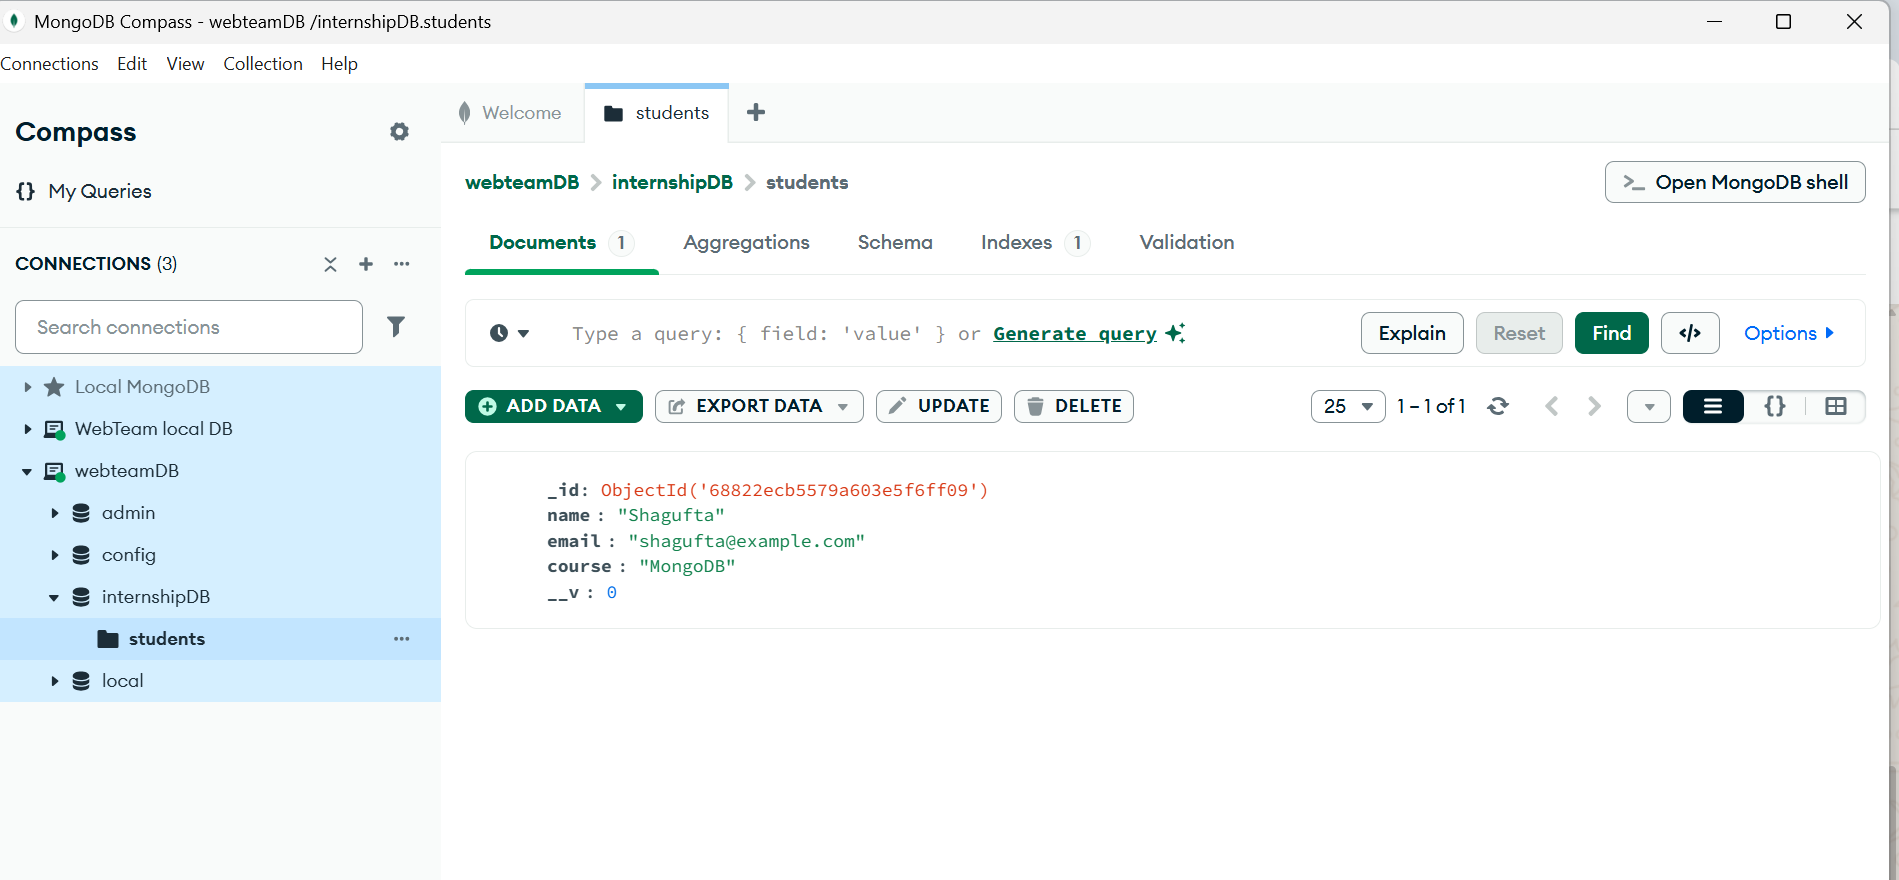 MongoDB Compass - webteamDB /internshipDB.students
Connections Edit View Collection Help
Compass
{} My Queries
CONNECTIONS (3)
Search connections
Local MongoDB
WebTeam local DB
webteamDB
admin
config
internshipDB
students
local
Welcome
students
webteamDB > internshipDB > students
>_ Open MongoDB shell
Documents 1 Aggregations Schema Indexes 1 Validation
Type a query: { field: 'value' } or Generate query
Explain Reset Find </> Options
ADD DATA EXPORT DATA UPDATE DELETE
25 1 – 1 of 1 {}
_id: ObjectId('68822ecb5579a603e5f6ff09')
name : "Shagufta"
email : "shagufta@example.com"
course : "MongoDB"
__v : 0